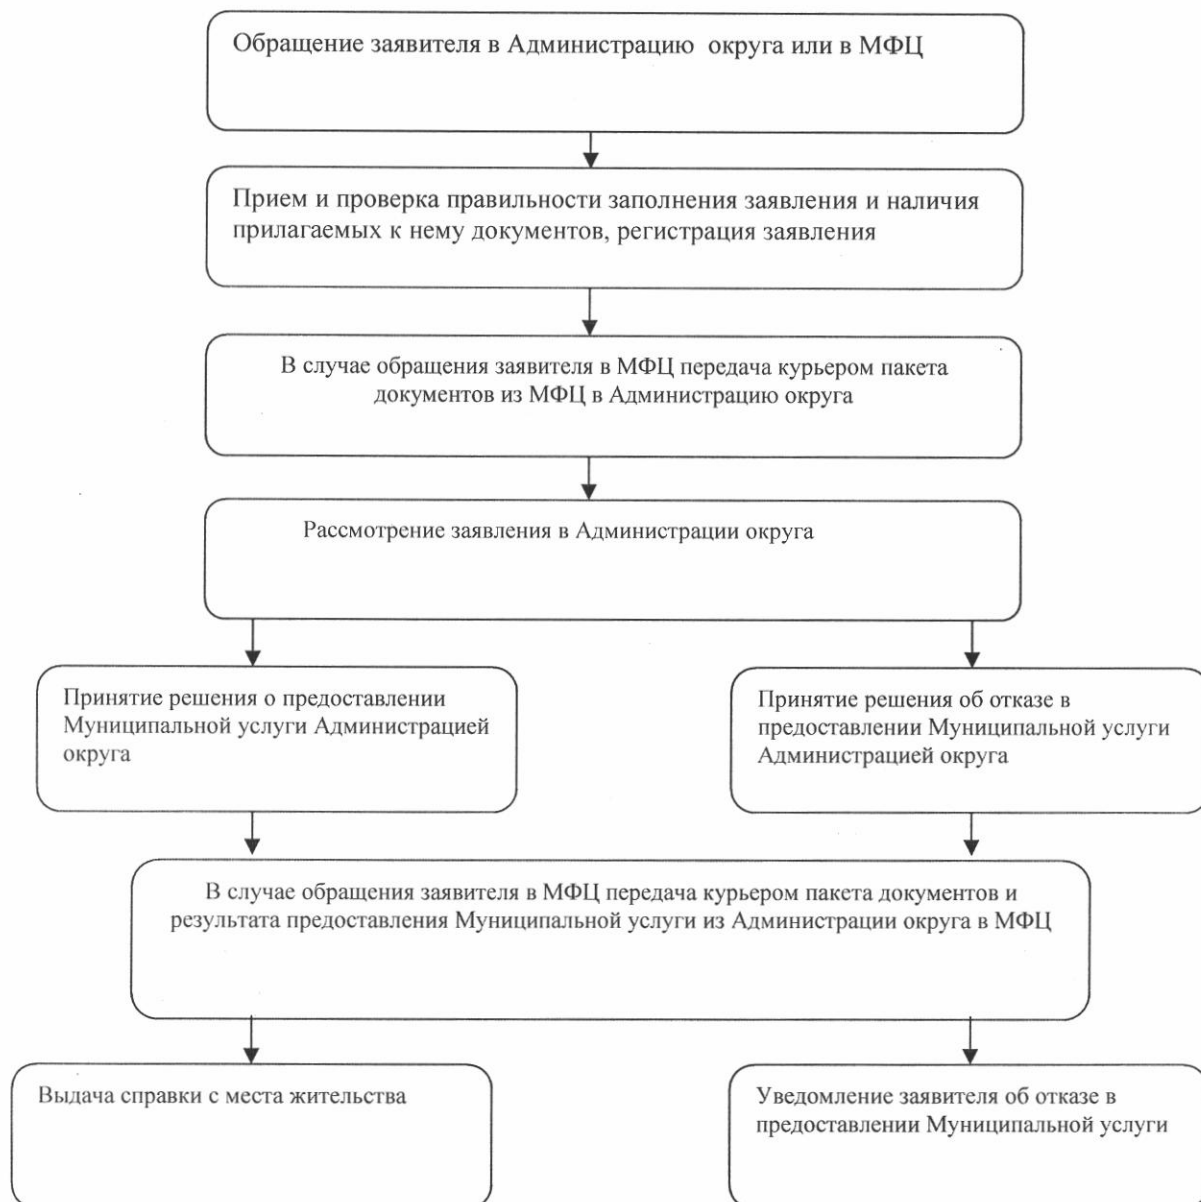 Обращение заявителя в Администрацию округа или в МФЦ
Прием и проверка правильности заполнения заявления и наличия
прилагаемых к нему документов, регистрация заявления
В случае обращения заявителя в МФЦ передача курьером пакета
документов из МФЦ в Администрацию округа
Рассмотрение заявления в Администрации округа
Принятие решения о предоставлении
Муниципальной услуги Администрацией
округа
Принятие решения об отказе в
предоставлении Муниципальной услуги
Администрацией округа
В случае обращения заявителя в МФЦ передача курьером пакета документов и
результата предоставления Муниципальной услуги из Администрации округа в МФЦ
Выдача справки с места жительства
Уведомление заявителя об отказе в
предоставлении Муниципальной услуги